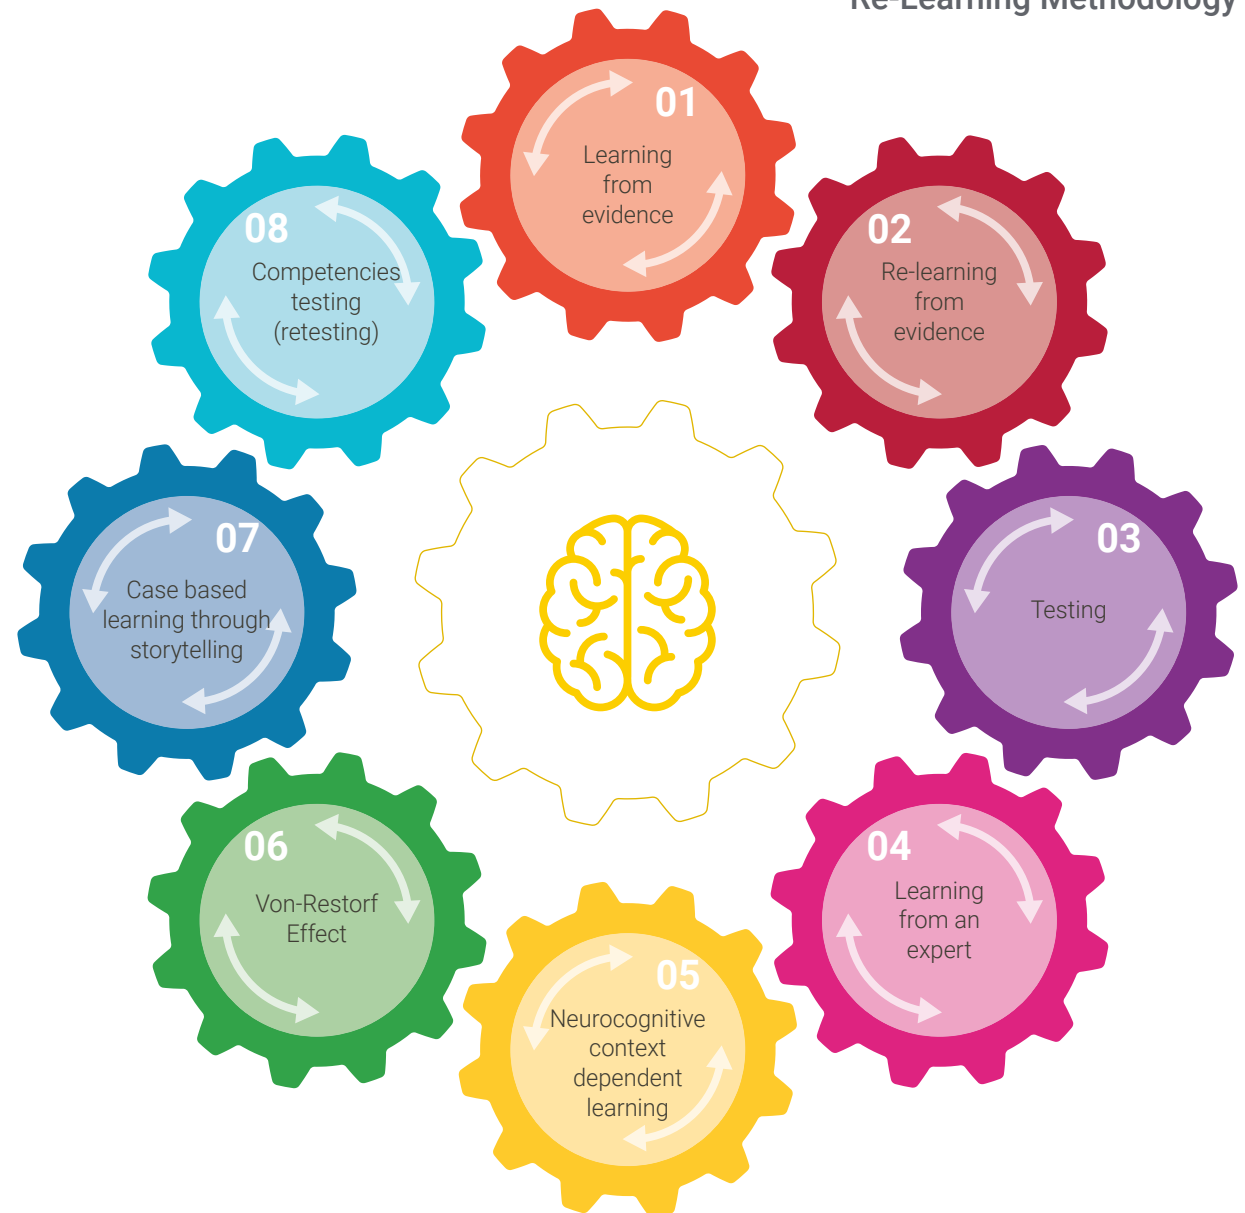 Re-Learning Methodology
01
Learning
from
evidence
02
Re-learning
from
evidence
03
Testing
04
Learning
from an
expert
05
Neurocognitive
context
dependent
learning
06
Von-Restorf
Effect
07
Case based
learning through
storytelling
08
Competencies
testing
(retesting)